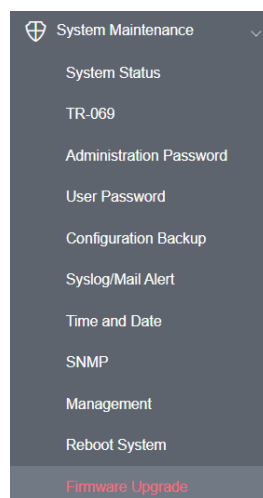 System Maintenance
System Status
TR-069
Administration Password
User Password
Configuration Backup
Syslog/Mail Alert
Time and Date
SNMP
Management
Reboot System
Firmware Upgrade